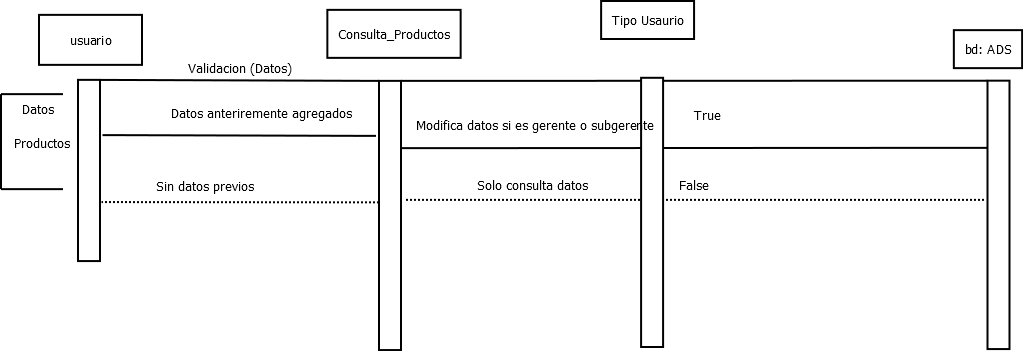 usuario
Consulta_Productos
Tipo Usaurio
bd: ADS
Validacion (Datos)
Datos
Productos
Datos anteriremente agregados
Modifica datos si es gerente o subgerente
True
Sin datos previos
Solo consulta datos
False